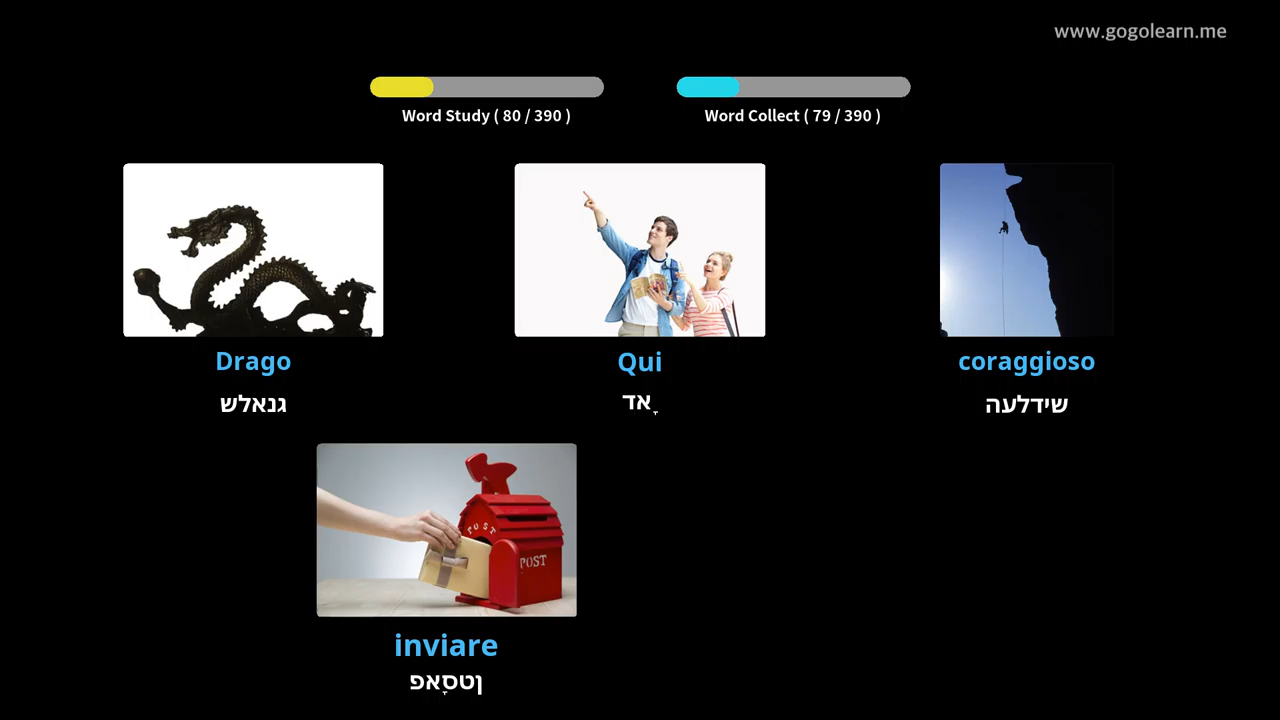 www.gogolearn.me
Word Study ( 80 / 390 )
Word Collect ( 79 / 390 )
Drago
גנאלש
Qui
ָאד
coraggioso
שידלעה
inviare
ןטסָאפ
POST
POST